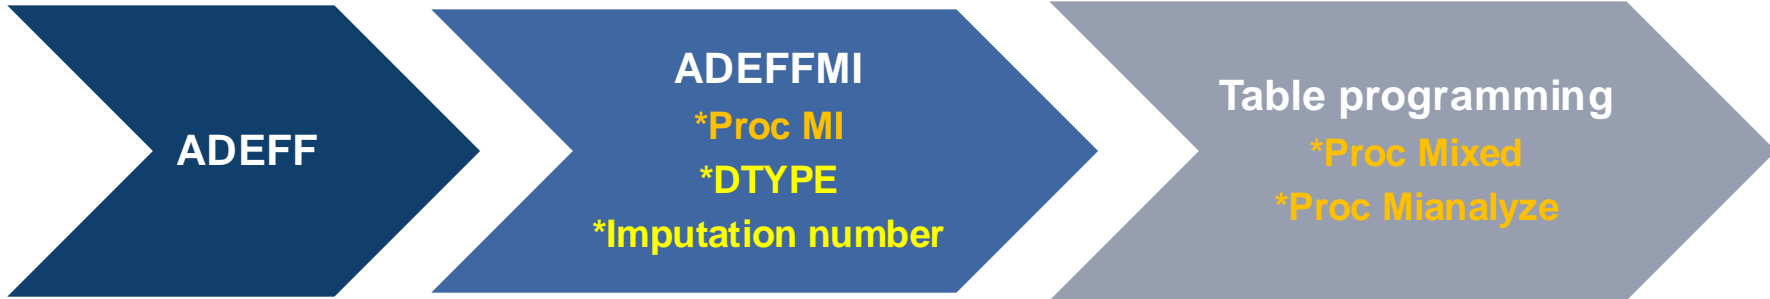 ADEFF
ADEFFMI
*Proc MI
*DTYPE
*Imputation number
Table programming
*Proc Mixed
*Proc Mianalyze